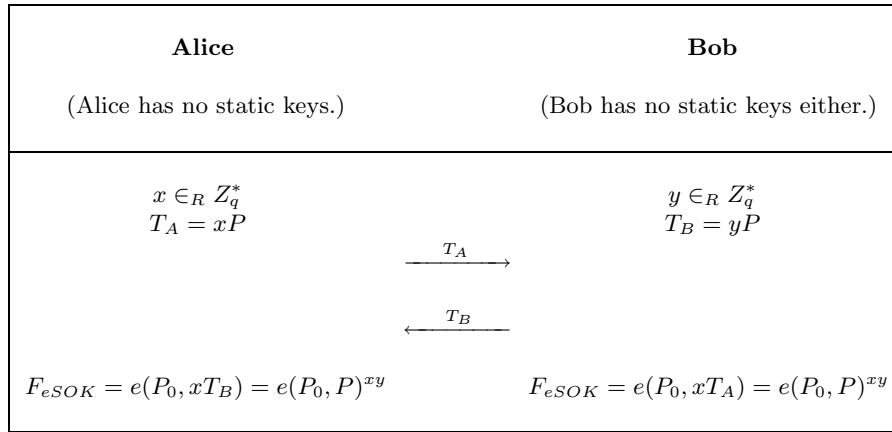 Alice Bob
(Alice has no static keys.) (Bob has no static keys either.)
x ∈_R Z_q^* y ∈_R Z_q^*
T_A = xP T_B = yP
T_A
T_B
F_{eSOK} = e(P_0, xT_B) = e(P_0, P)^{xy} F_{eSOK} = e(P_0, xT_A) = e(P_0, P)^{xy}